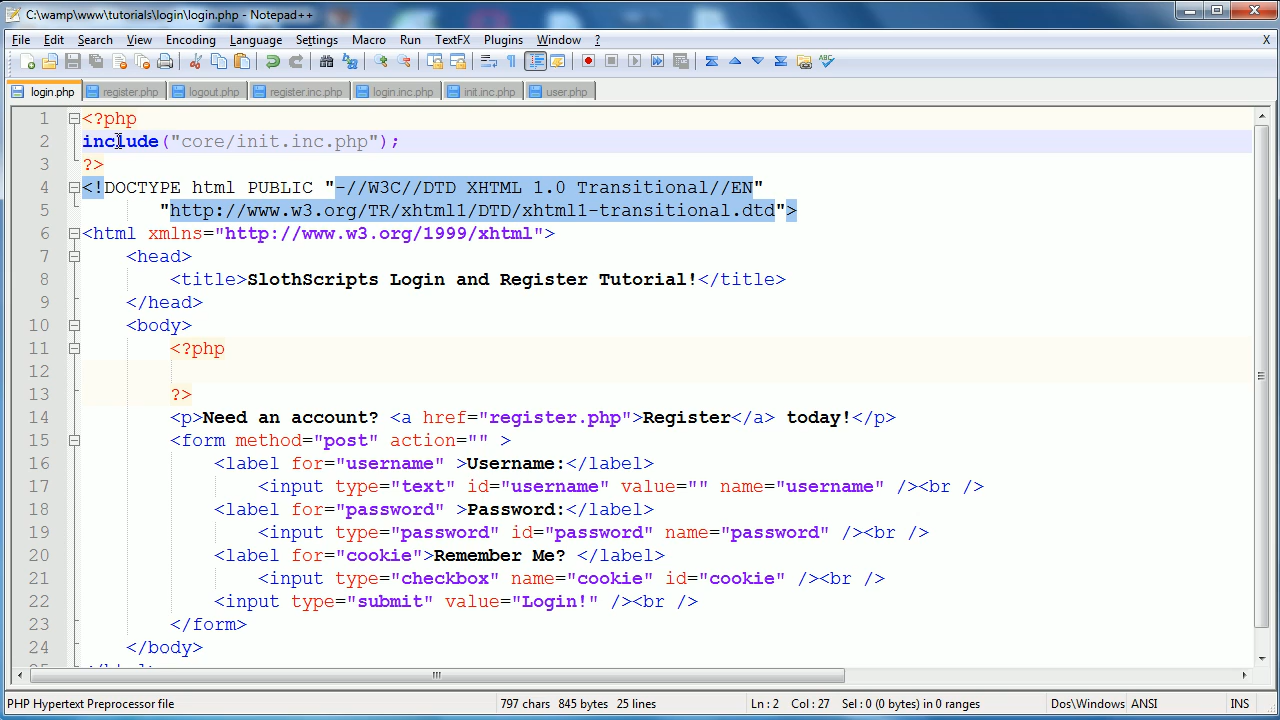 C:\wamp\www\tutorials\login\login.php - Notepad++
File Edit Search View Encoding Language Settings Macro Run TextFX Plugins Window ? X
login.php register.php logout.php register.inc.php login.inc.php init.inc.php user.php
1 <?php
2 include("core/init.inc.php");
3 ?>
4 <!DOCTYPE html PUBLIC "-//W3C//DTD XHTML 1.0 Transitional//EN"
5 "http://www.w3.org/TR/xhtml1/DTD/xhtml1-transitional.dtd">
6 <html xmlns="http://www.w3.org/1999/xhtml">
7 <head>
8 <title>SlothScripts Login and Register Tutorial!</title>
9 </head>
10 <body>
11 <?php
12
13 ?>
14 <p>Need an account? <a href="register.php">Register</a> today!</p>
15 <form method="post" action="" >
16 <label for="username" >Username:</label>
17 <input type="text" id="username" value="" name="username" /><br />
18 <label for="password" >Password:</label>
19 <input type="password" id="password" name="password" /><br />
20 <label for="cookie">Remember Me? </label>
21 <input type="checkbox" name="cookie" id="cookie" /><br />
22 <input type="submit" value="Login!" /><br />
23 </form>
24 </body>
PHP Hypertext Preprocessor file 797 chars 845 bytes 25 lines Ln : 2 Col : 27 Sel : 0 (0 bytes) in 0 ranges Dos\Windows ANSI INS